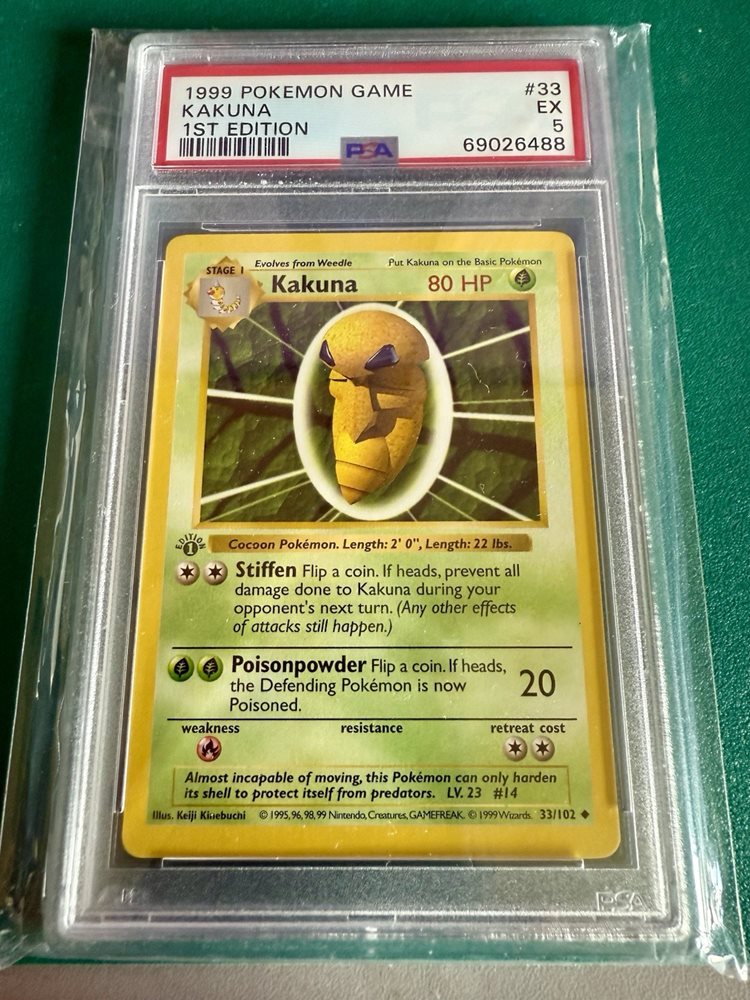 1999 POKEMON GAME #33
KAKUNA EX
1ST EDITION 5
PSA 69026488
STAGE 1 Evolves from Weedle Put Kakuna on the Basic Pokémon
Kakuna 80 HP
EDITION 1
Cocoon Pokémon. Length: 2' 0", Length: 22 lbs.
Stiffen Flip a coin. If heads, prevent all
damage done to Kakuna during your
opponent's next turn. (Any other effects
of attacks still happen.)
Poisonpowder Flip a coin. If heads,
the Defending Pokémon is now
Poisoned.
20
weakness resistance retreat cost
Almost incapable of moving, this Pokémon can only harden
its shell to protect itself from predators. LV. 23 #14
Illus. Keiji Kinebuchi © 1995, 96, 98, 99 Nintendo, Creatures, GAMEFREAK. © 1999 Wizards. 33/102
PSA